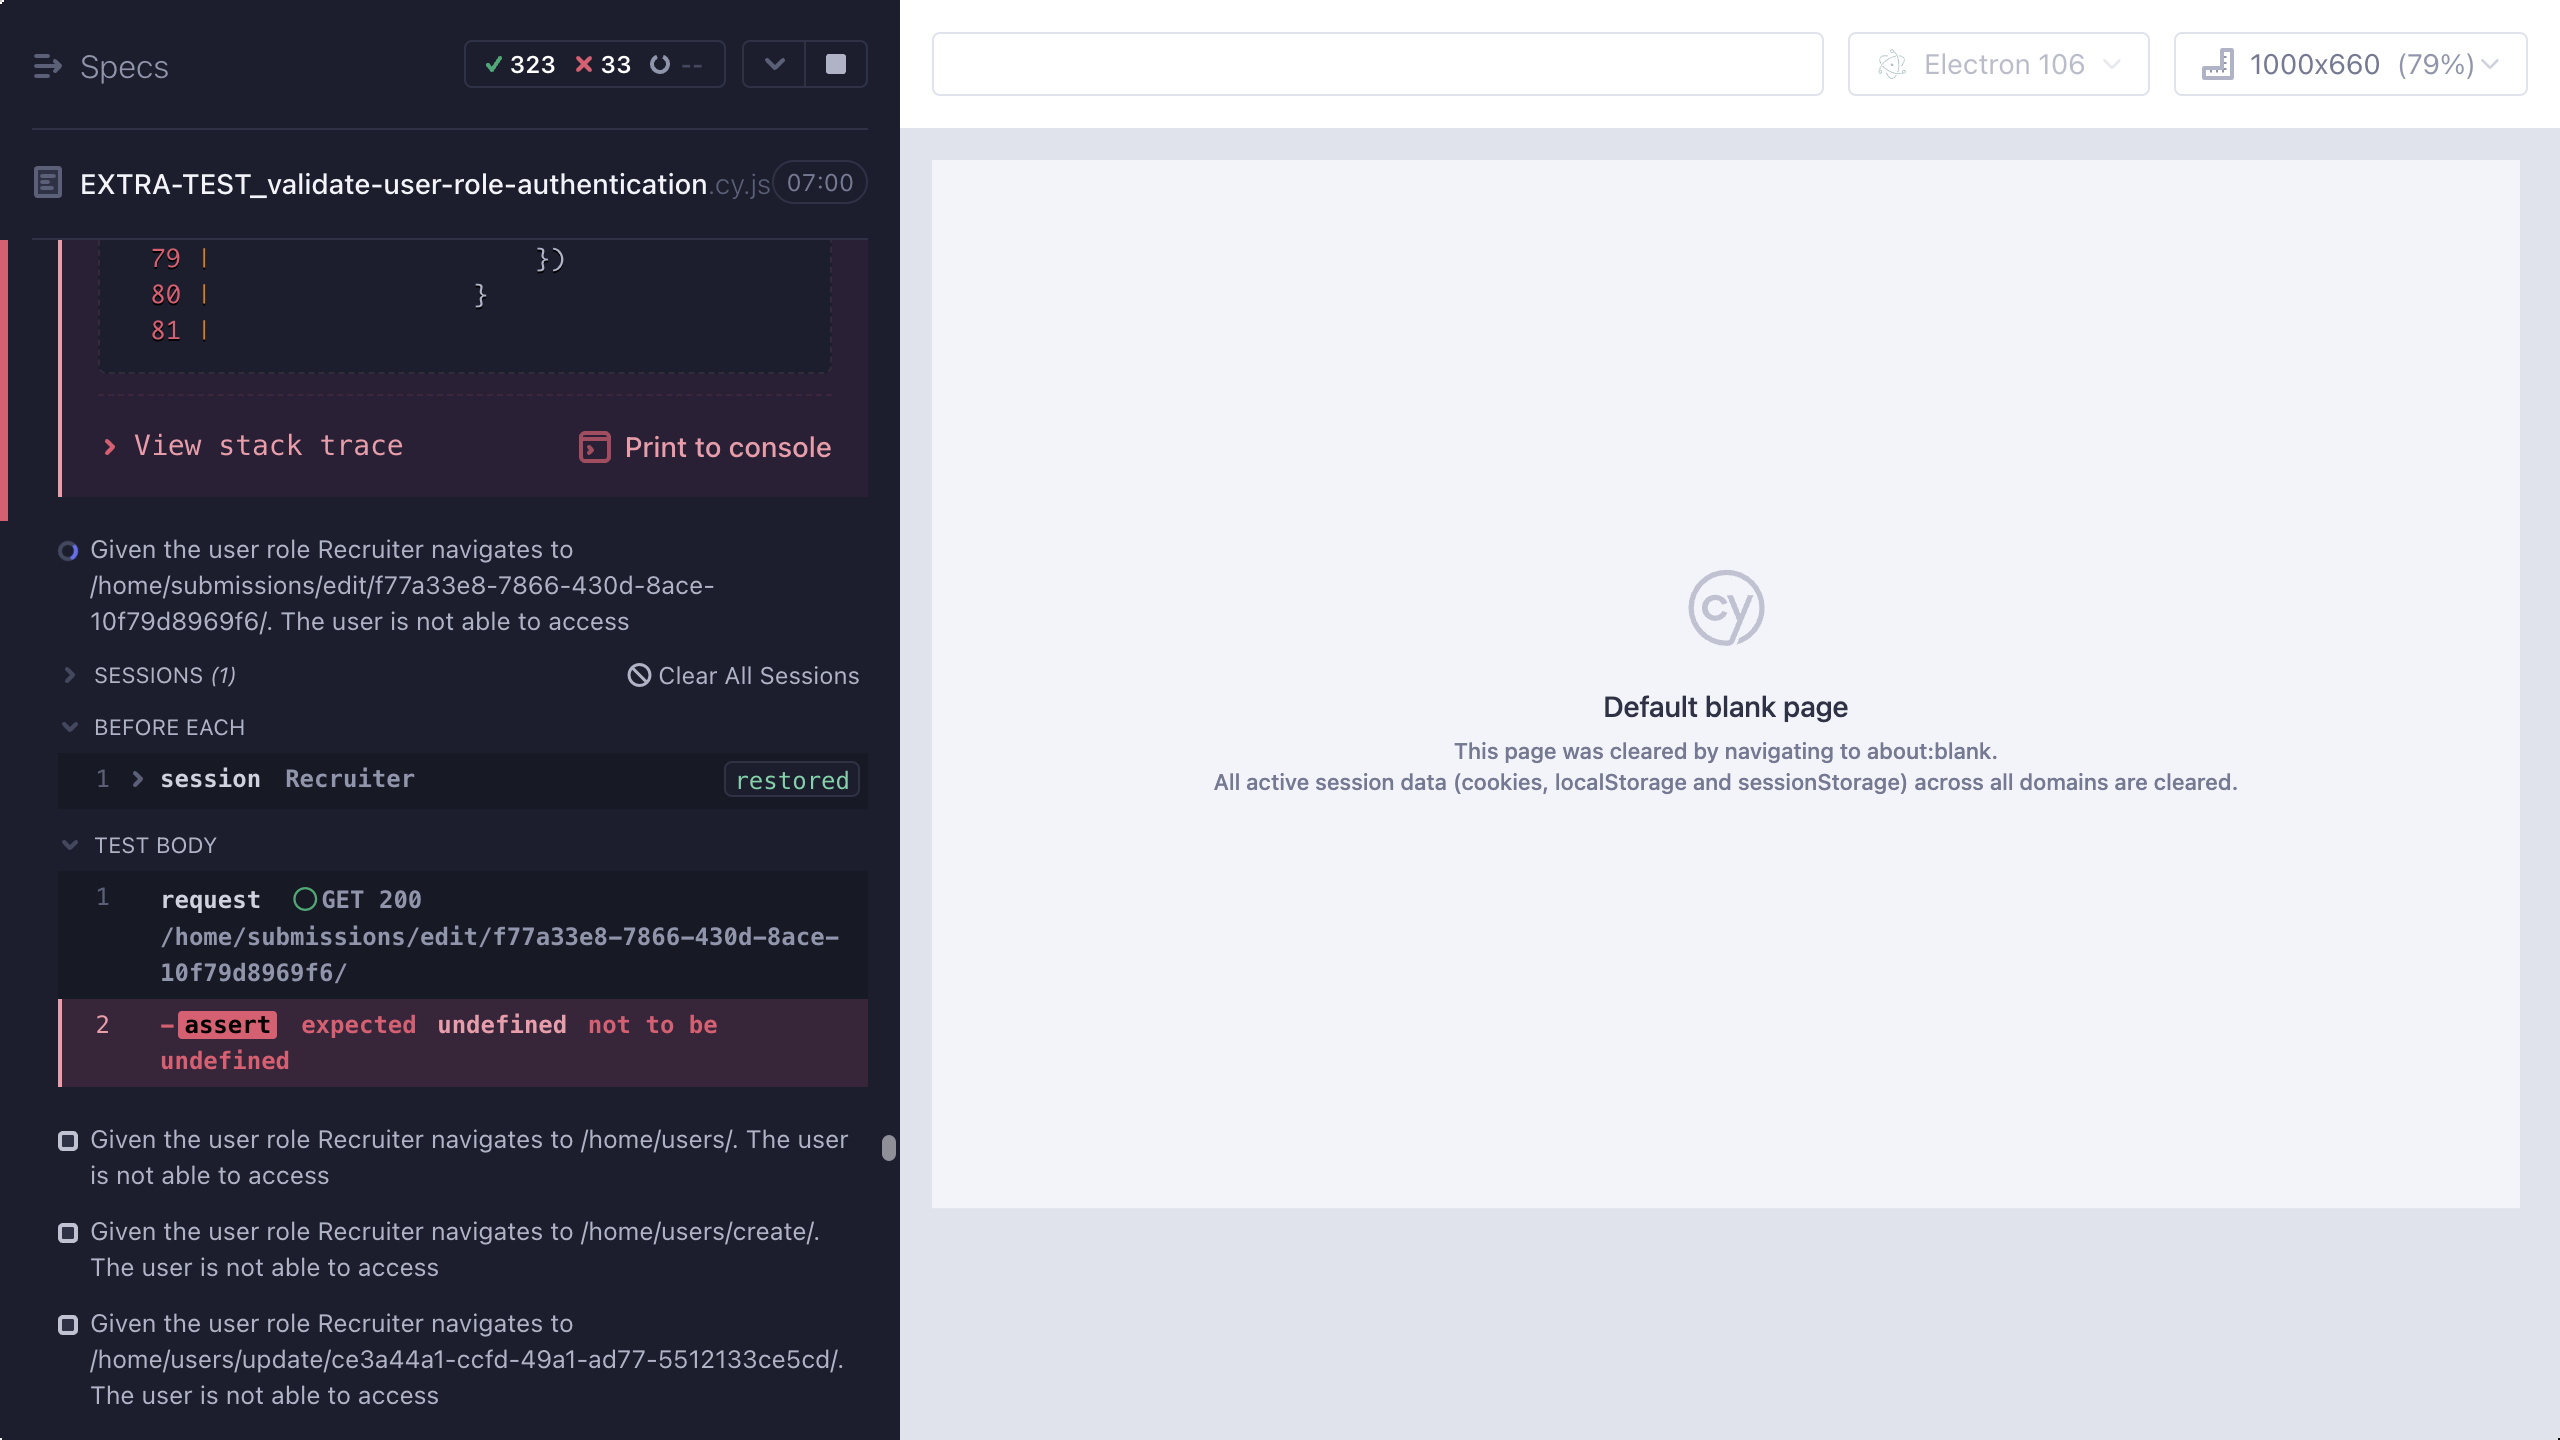 Specs
323 33 --
EXTRA-TEST_validate-user-role-authentication.cy.js 07:00
79 | })
80 | }
81 |
View stack trace
Print to console
Given the user role Recruiter navigates to
/home/submissions/edit/f77a33e8-7866-430d-8ace-
10f79d8969f6/. The user is not able to access
SESSIONS (1)
Clear All Sessions
BEFORE EACH
1 session Recruiter restored
TEST BODY
1 request GET 200
/home/submissions/edit/f77a33e8-7866-430d-8ace-
10f79d8969f6/
2 -assert expected undefined not to be
undefined
Given the user role Recruiter navigates to /home/users/. The user
is not able to access
Given the user role Recruiter navigates to /home/users/create/.
The user is not able to access
Given the user role Recruiter navigates to
/home/users/update/ce3a44a1-ccfd-49a1-ad77-5512133ce5cd/.
The user is not able to access
Electron 106
1000x660 (79%)
cy
Default blank page
This page was cleared by navigating to about:blank.
All active session data (cookies, localStorage and sessionStorage) across all domains are cleared.